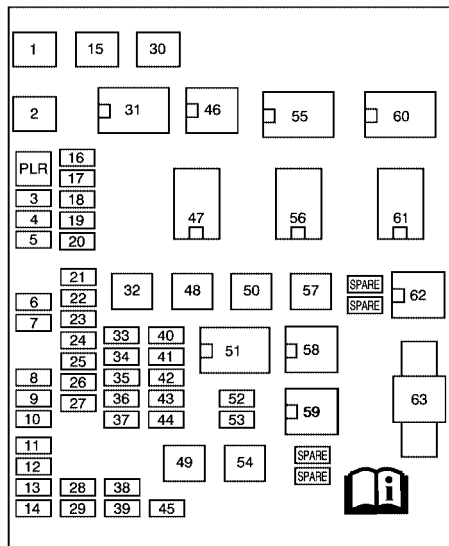 1 15 30
2 31 46 55 60
PLR 16
17
3 18 47 56 61
4 19
5 20
21 32 48 50 57 SPARE 62
6 22 SPARE
7 23
24 33 40 51 58
25 34 41
8 26 35 42 63
9 27 36 43 52 59
10 37 44 53
11 49 54 SPARE
12 SPARE
13 28 38
14 29 39 45
i